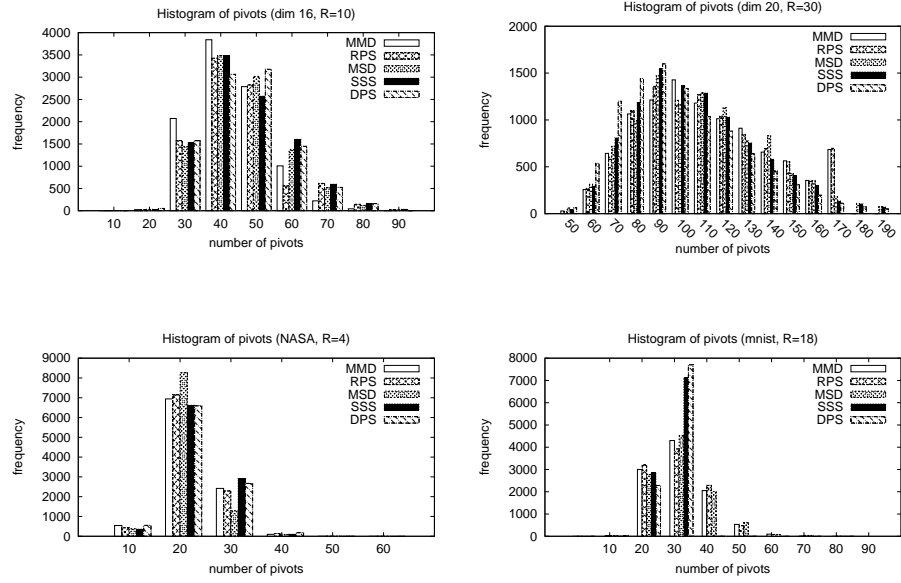 Histogram of pivots (dim 16, R=10)
4000
3500
3000
2500
2000
1500
1000
500
0
frequency
MMD
RPS
MSD
SSS
DPS
10 20 30 40 50 60 70 80 90
number of pivots
Histogram of pivots (dim 20, R=30)
2000
1500
1000
500
0
frequency
MMD
RPS
MSD
SSS
DPS
50 60 70 80 90 100 110 120 130 140 150 160 170 180 190
number of pivots
Histogram of pivots (NASA, R=4)
9000
8000
7000
6000
5000
4000
3000
2000
1000
0
frequency
MMD
RPS
MSD
SSS
DPS
10 20 30 40 50 60
number of pivots
Histogram of pivots (mnist, R=18)
8000
7000
6000
5000
4000
3000
2000
1000
0
frequency
MMD
RPS
MSD
SSS
DPS
10 20 30 40 50 60 70 80 90
number of pivots